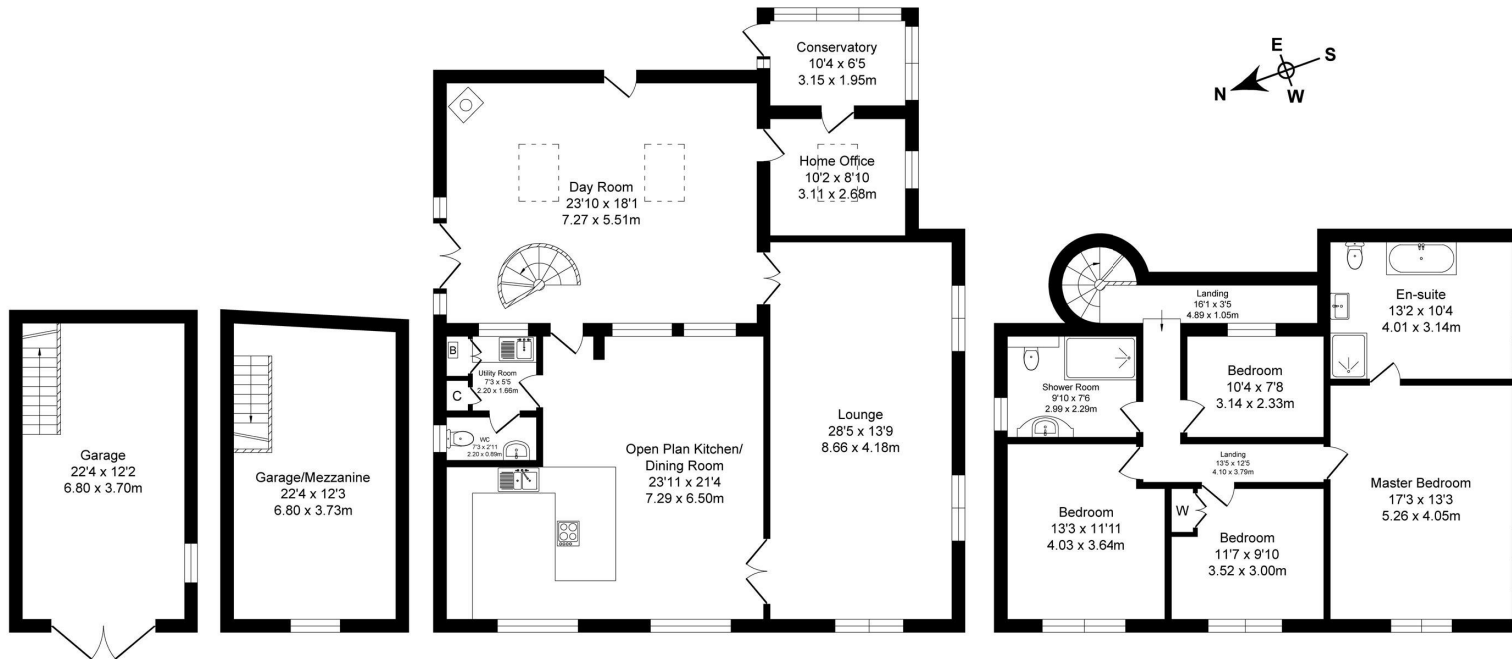 Garage
22'4 x 12'2
6.80 x 3.70m
Garage/Mezzanine
22'4 x 12'3
6.80 x 3.73m
Conservatory
10'4 x 6'5
3.15 x 1.95m
Home Office
10'2 x 8'10
3.11 x 2.68m
Day Room
23'10 x 18'1
7.27 x 5.51m
B
Utility Room
7'3 x 5'5
2.20 x 1.66m
C
WC
7'3 x 2'11
2.20 x 0.89m
Open Plan Kitchen/
Dining Room
23'11 x 21'4
7.29 x 6.50m
Lounge
28'5 x 13'9
8.66 x 4.18m
E
S
N
W
Landing
16'1 x 3'5
4.89 x 1.05m
En-suite
13'2 x 10'4
4.01 x 3.14m
Shower Room
9'10 x 7'6
2.99 x 2.29m
Bedroom
10'4 x 7'8
3.14 x 2.33m
Landing
13'5 x 12'5
4.10 x 3.79m
Master Bedroom
17'3 x 13'3
5.26 x 4.05m
Bedroom
13'3 x 11'11
4.03 x 3.64m
W
Bedroom
11'7 x 9'10
3.52 x 3.00m